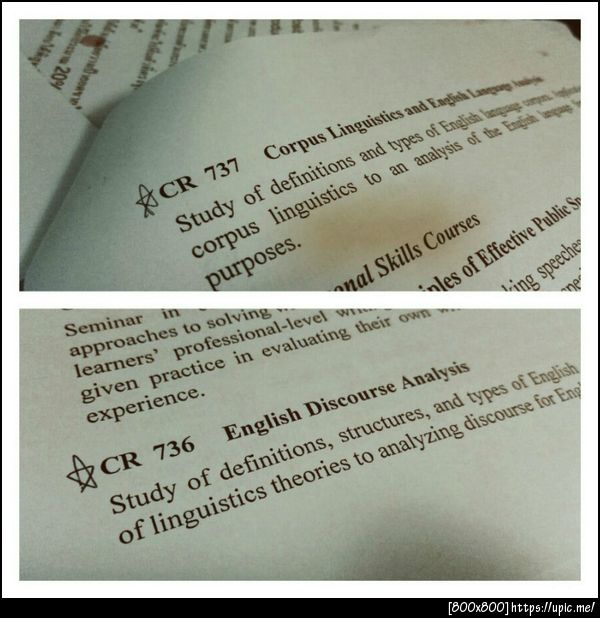 CR 737 Corpus Linguistics and English Language Analysis
Study of definitions and types of English language corpora.
corpus linguistics to an analysis of the English language
purposes.
Skills Courses
of Effective Public
speeches
Seminar in
approaches to solving
learners' professional-level
given practice in evaluating their own
experience.
CR 736 English Discourse Analysis
Study of definitions, structures, and types of English
of linguistics theories to analyzing discourse for
[800x800] https://upic.me/